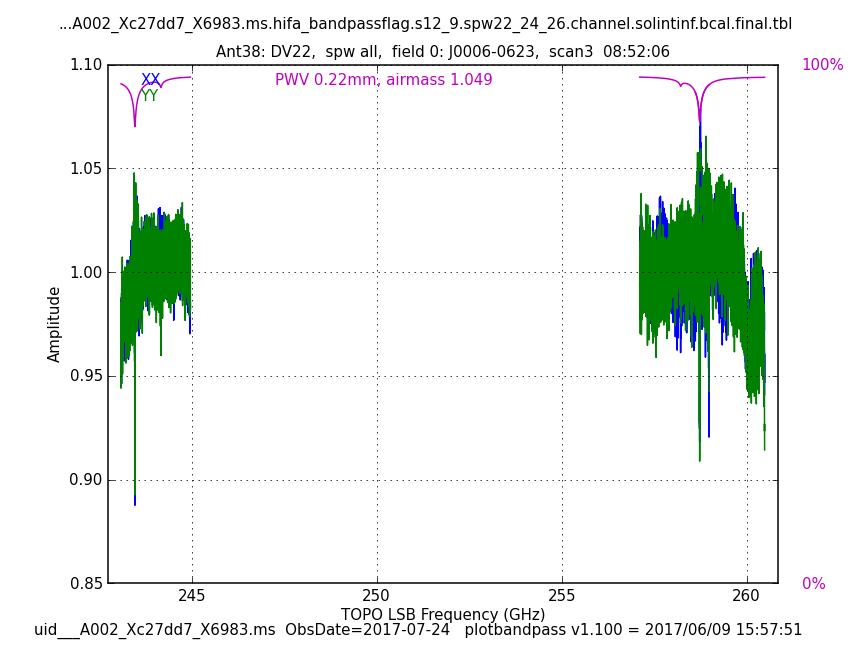 ...A002_Xc27dd7_X6983.ms.hifa_bandpassflag.s12_9.spw22_24_26.channel.solintinf.bcal.final.tbl
Ant38: DV22, spw all, field 0: J0006-0623, scan3 08:52:06
1.10
100%
XX
YY
PWV 0.22mm, airmass 1.049
1.05
1.00
Amplitude
0.95
0.90
0.85
0%
245
250
255
260
TOPO LSB Frequency (GHz)
uid___A002_Xc27dd7_X6983.ms ObsDate=2017-07-24 plotbandpass v1.100 = 2017/06/09 15:57:51